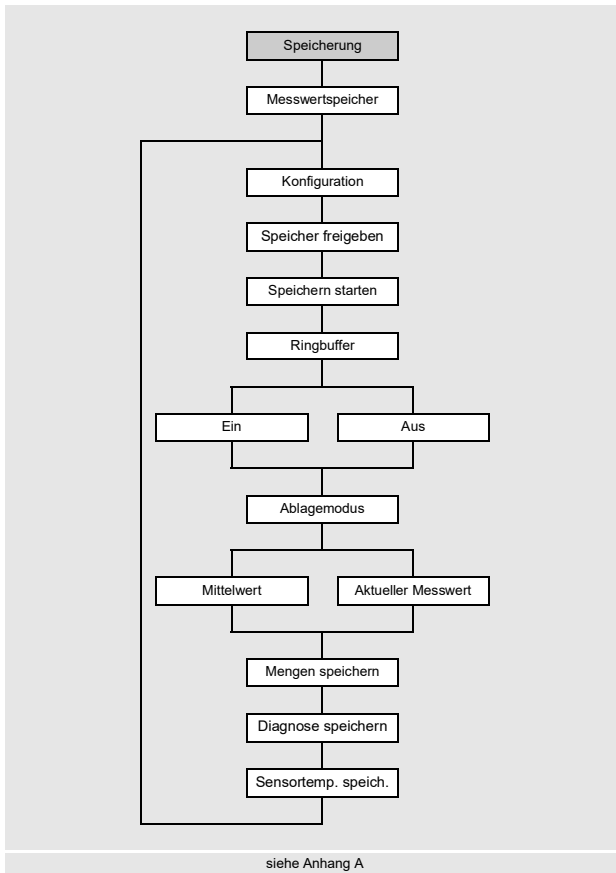 Speicherung
Messwertspeicher
Konfiguration
Speicher freigeben
Speichern starten
Ringbuffer
Ein
Aus
Ablagemodus
Mittelwert
Aktueller Messwert
Mengen speichern
Diagnose speichern
Sensortemp. speich.
siehe Anhang A